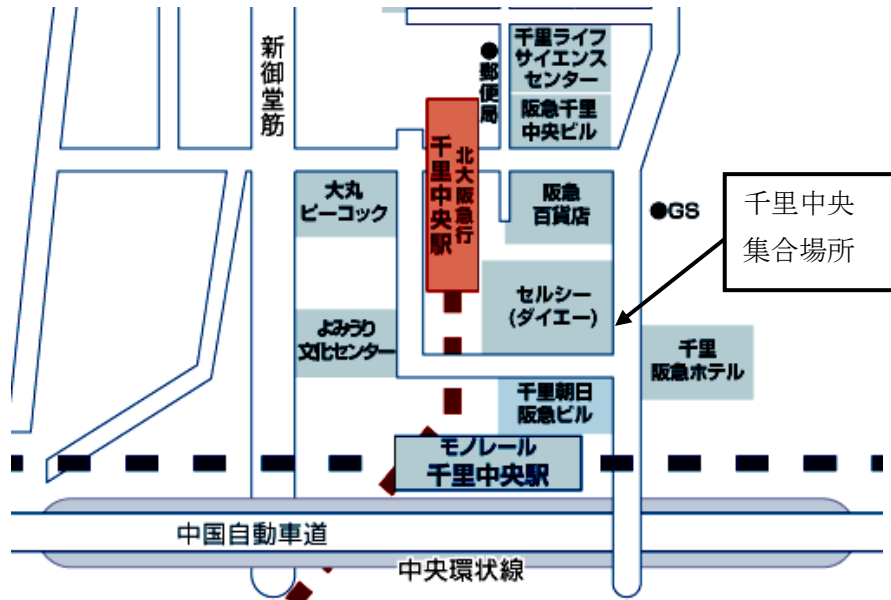 新御堂筋
●郵便局
千里ライフ
サイエンス
センター
阪急千里
中央ビル
北大阪急行
千里中央駅
大丸
ピーコック
阪急
百貨店
●GS
千里中央
集合場所
セルシー
(ダイエー)
よみうり
文化センター
千里
阪急ホテル
千里朝日
阪急ビル
モノレール
千里中央駅
中国自動車道
中央環状線